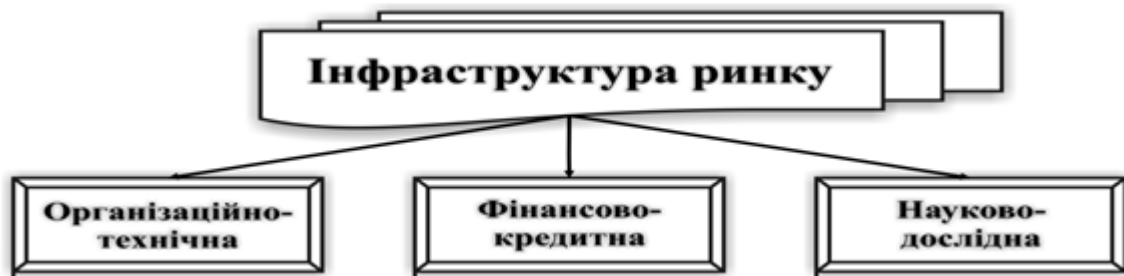 Інфраструктура ринку
Організаційно-
технічна
Фінансово-
кредитна
Науково-
дослідна